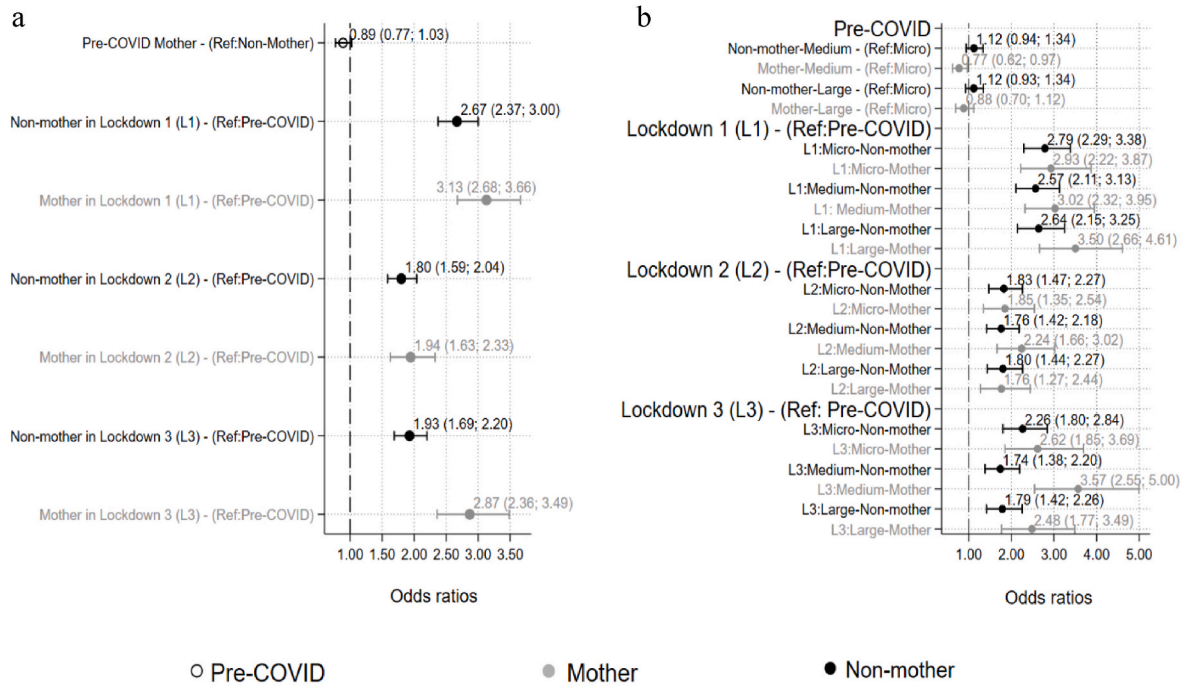 a
0.89 (0.77; 1.03)
Pre-COVID Mother - (Ref:Non-Mother)
2.67 (2.37; 3.00)
Non-mother in Lockdown 1 (L1) - (Ref:Pre-COVID)
3.13 (2.68; 3.66)
Mother in Lockdown 1 (L1) - (Ref:Pre-COVID)
1.80 (1.59; 2.04)
Non-mother in Lockdown 2 (L2) - (Ref:Pre-COVID)
1.94 (1.63; 2.33)
Mother in Lockdown 2 (L2) - (Ref:Pre-COVID)
1.93 (1.69; 2.20)
Non-mother in Lockdown 3 (L3) - (Ref:Pre-COVID)
2.87 (2.36; 3.49)
Mother in Lockdown 3 (L3) - (Ref:Pre-COVID)
1.00 1.50 2.00 2.50 3.00 3.50
Odds ratios
b
Pre-COVID
Non-mother-Medium - (Ref:Micro) 1.12 (0.94; 1.34)
Mother-Medium - (Ref:Micro) 0.77 (0.62; 0.97)
Non-mother-Large - (Ref:Micro) 1.12 (0.93; 1.34)
Mother-Large - (Ref:Micro) 0.88 (0.70; 1.12)
Lockdown 1 (L1) - (Ref:Pre-COVID)
L1:Micro-Non-mother 2.79 (2.29; 3.38)
L1:Micro-Mother 2.93 (2.22; 3.87)
L1:Medium-Non-mother 2.57 (2.11; 3.13)
L1: Medium-Mother 3.02 (2.32; 3.95)
L1:Large-Non-mother 2.64 (2.15; 3.25)
L1:Large-Mother 3.50 (2.66; 4.61)
Lockdown 2 (L2) - (Ref:Pre-COVID)
L2:Micro-Non-Mother 1.83 (1.47; 2.27)
L2:Micro-Mother 1.85 (1.35; 2.54)
L2:Medium-Non-Mother 1.76 (1.42; 2.18)
L2:Medium-Mother 2.24 (1.66; 3.02)
L2:Large-Non-Mother 1.80 (1.44; 2.27)
L2:Large-Mother 1.76 (1.27; 2.44)
Lockdown 3 (L3) - (Ref: Pre-COVID)
L3:Micro-Non-mother 2.26 (1.80; 2.84)
L3:Micro-Mother 2.62 (1.85; 3.69)
L3:Medium-Non-mother 1.74 (1.38; 2.20)
L3:Medium-Mother 3.57 (2.55; 5.00)
L3:Large-Non-mother 1.79 (1.42; 2.26)
L3:Large-Mother 2.48 (1.77; 3.49)
1.00 2.00 3.00 4.00 5.00
Odds ratios
Pre-COVID Mother Non-mother